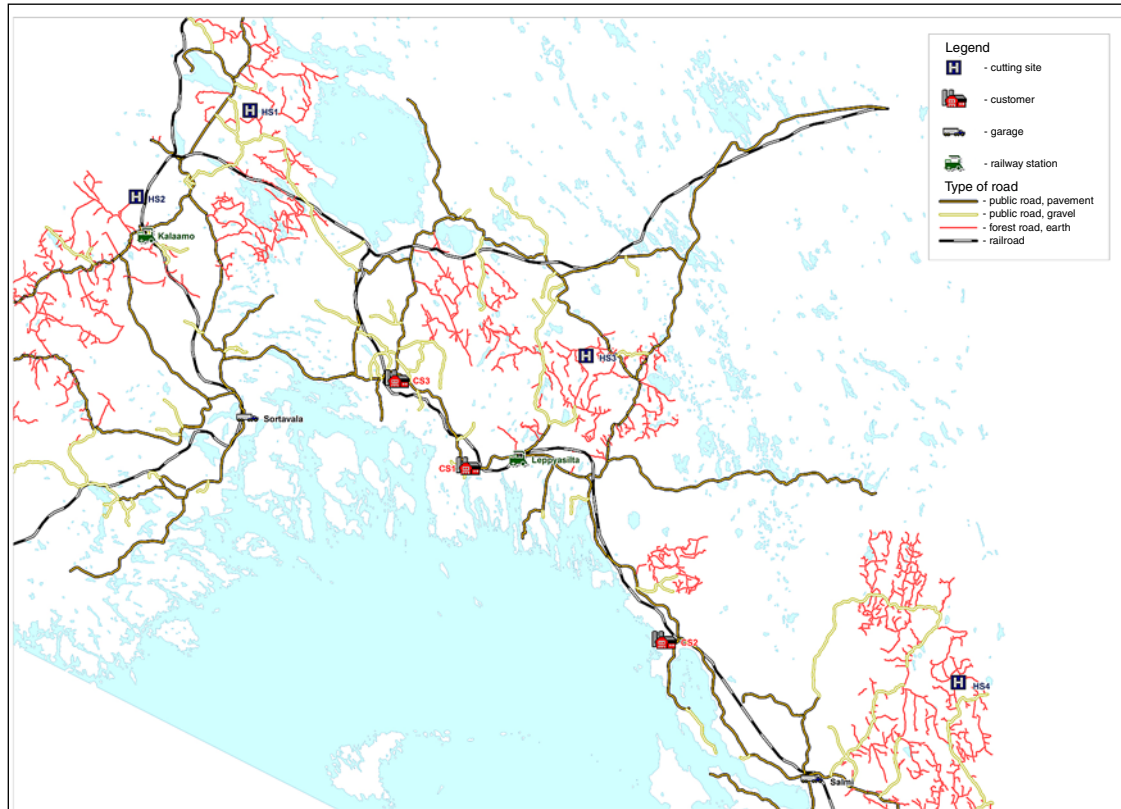 Legend
H - cutting site
- customer
- garage
- railway station
Type of road
- public road, pavement
- public road, gravel
- forest road, earth
- railroad
H HS1
H HS2
Kalaamo
H HS3
CS3
Sortavala
CS1
Leppyasilta
CS2
H HS4
Salmi